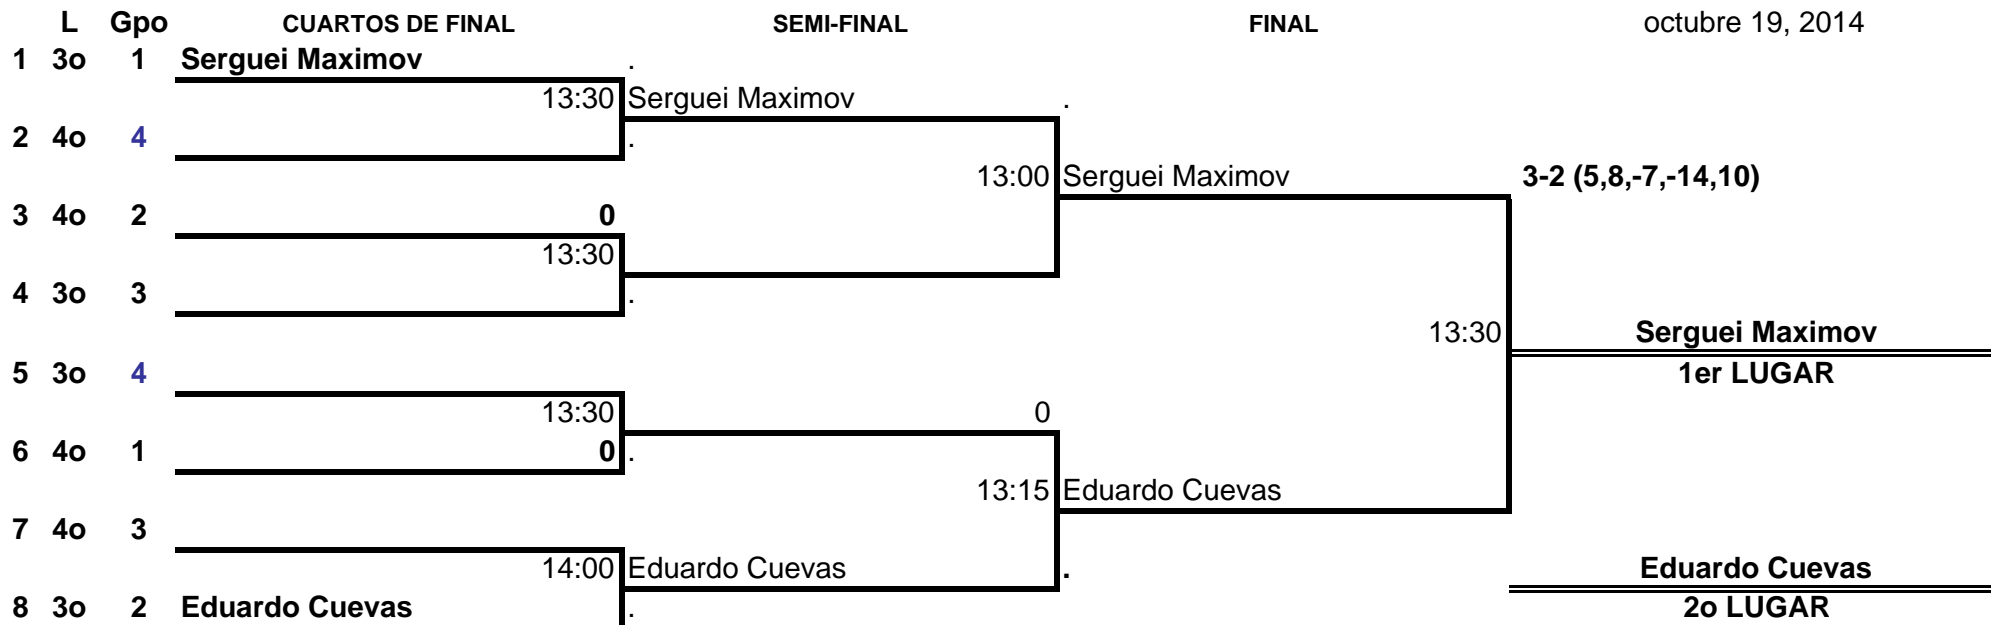 L Gpo CUARTOS DE FINAL SEMI-FINAL FINAL octubre 19, 2014
1 3o 1 Serguei Maximov .
13:30 Serguei Maximov .
2 4o 4 .
13:00 Serguei Maximov 3-2 (5,8,-7,-14,10)
3 4o 2 0
13:30
4 3o 3 .
13:30 Serguei Maximov
5 3o 4 1er LUGAR
13:30 0
6 4o 1 0 .
13:15 Eduardo Cuevas
7 4o 3
14:00 Eduardo Cuevas . Eduardo Cuevas
8 3o 2 Eduardo Cuevas . 2o LUGAR